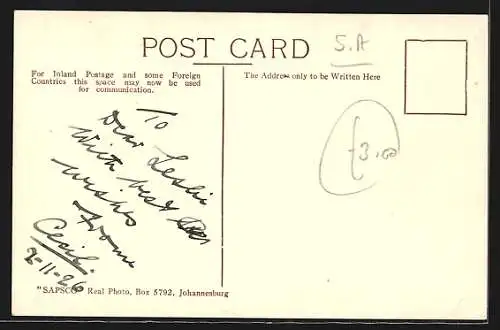 POST CARD
S.A
For Inland Postage and some Foreign
Countries this space may now be used
for communication.
The Address only to be Written Here
To
Dear Leslie
With best
wishes
from
Cecil
2-11-26
£3.00
"SAPSCO" Real Photo, Box 5792, Johannesburg